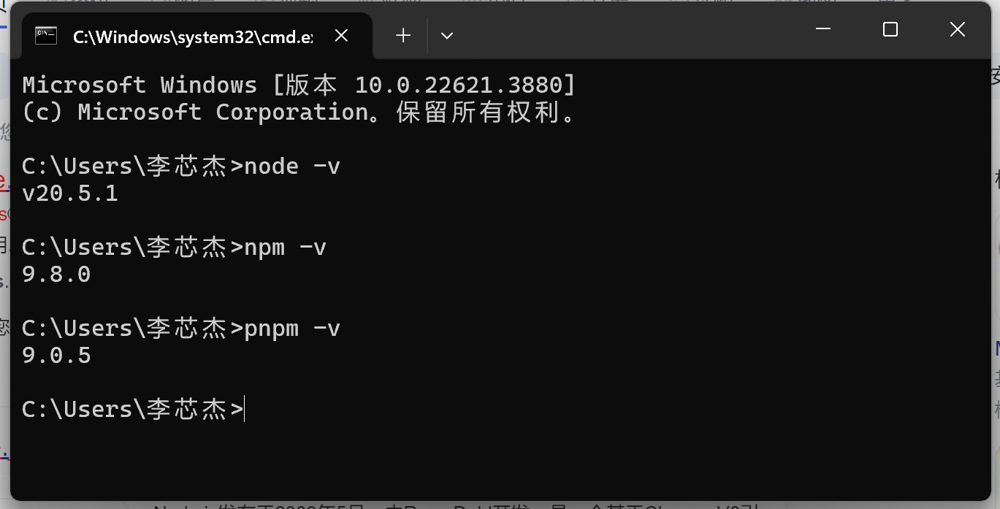 C:\Windows\system32\cmd.ex
Microsoft Windows [版本 10.0.22621.3880]
(c) Microsoft Corporation。保留所有权利。
C:\Users\李芯杰>node -v
v20.5.1
C:\Users\李芯杰>npm -v
9.8.0
C:\Users\李芯杰>pnpm -v
9.0.5
C:\Users\李芯杰>